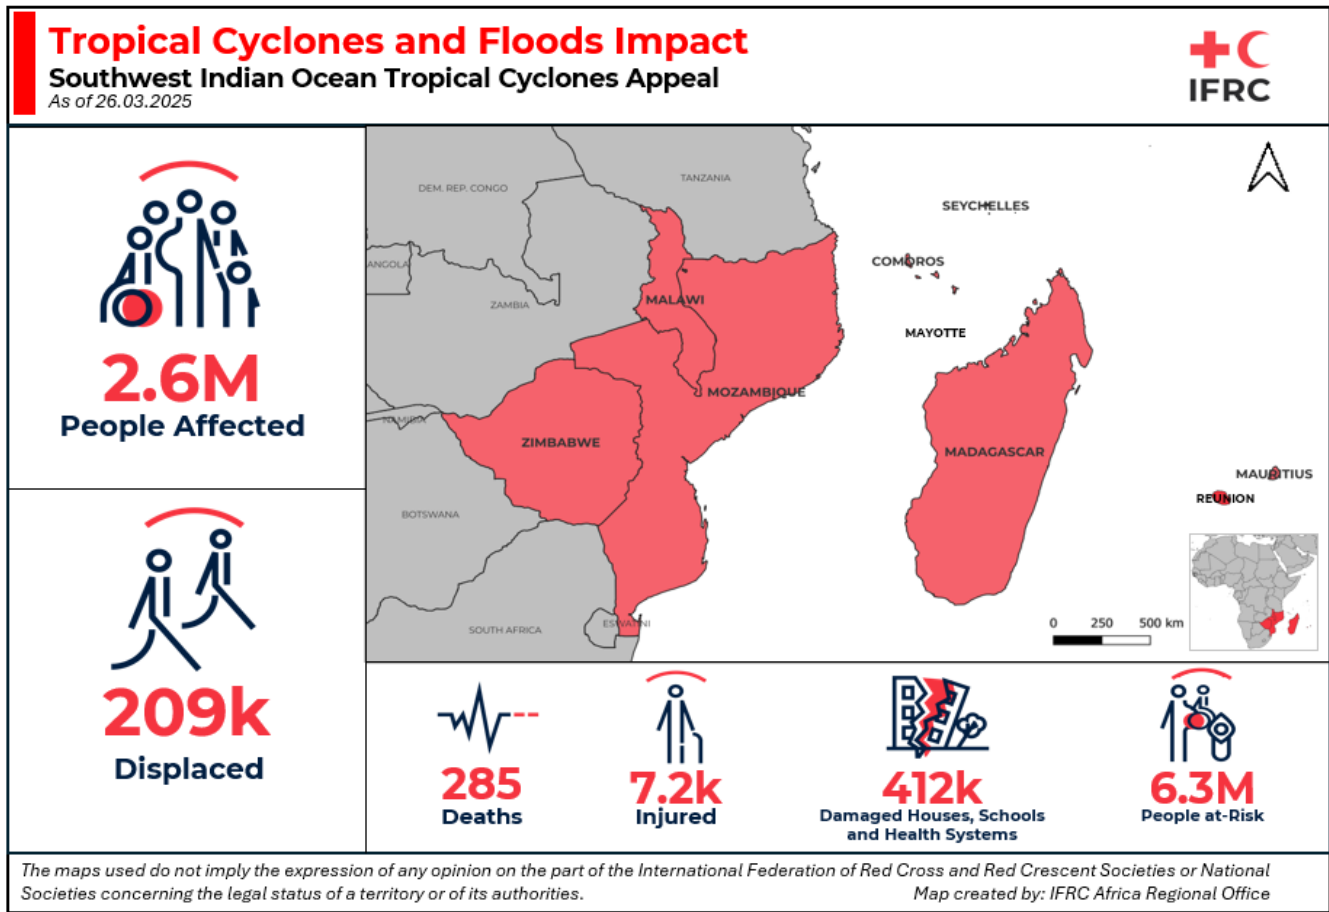 Tropical Cyclones and Floods Impact
Southwest Indian Ocean Tropical Cyclones Appeal
As of 26.03.2025
IFRC
2.6M
People Affected
209k
Displaced
DEM. REP. CONGO
TANZANIA
SEYCHELLES
ANGOLA
COMOROS
ZAMBIA
MALAWI
MAYOTTE
MOZAMBIQUE
NAMIBIA
ZIMBABWE
MADAGASCAR
MAURITIUS
REUNION
BOTSWANA
SOUTH AFRICA
ESWATINI
0 250 500 km
285
Deaths
7.2k
Injured
412k
Damaged Houses, Schools
and Health Systems
6.3M
People at-Risk
The maps used do not imply the expression of any opinion on the part of the International Federation of Red Cross and Red Crescent Societies or National
Societies concerning the legal status of a territory or of its authorities. Map created by: IFRC Africa Regional Office